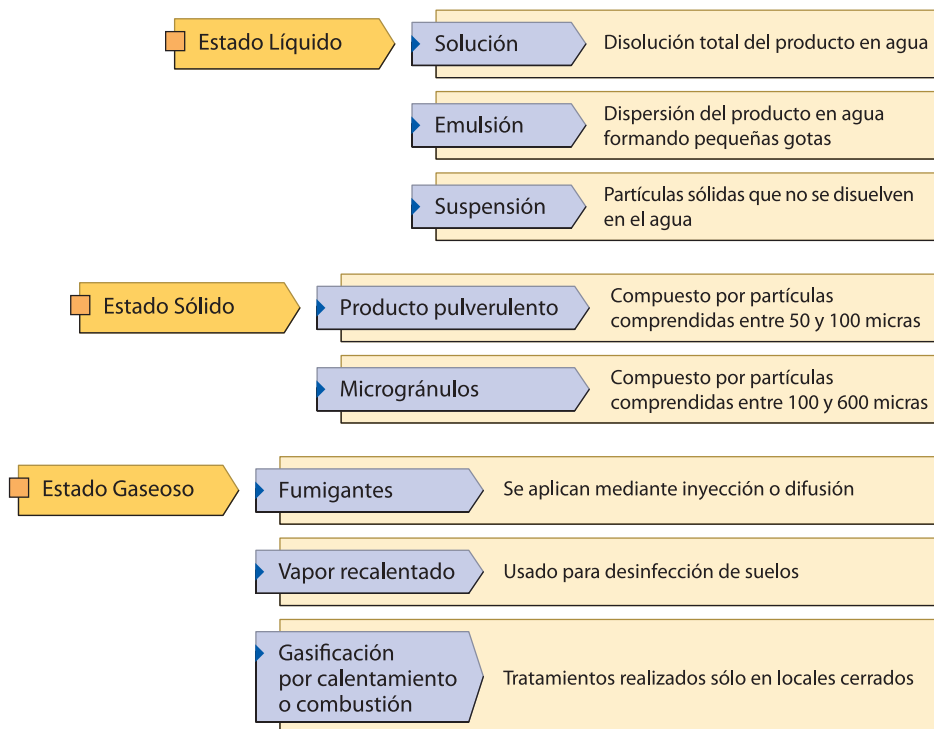 Estado Líquido
Solución
Disolución total del producto en agua
Emulsión
Dispersión del producto en agua
formando pequeñas gotas
Suspensión
Partículas sólidas que no se disuelven
en el agua
Estado Sólido
Producto pulverulento
Compuesto por partículas
comprendidas entre 50 y 100 micras
Microgránulos
Compuesto por partículas
comprendidas entre 100 y 600 micras
Estado Gaseoso
Fumigantes
Se aplican mediante inyección o difusión
Vapor recalentado
Usado para desinfección de suelos
Gasificación
por calentamiento
o combustión
Tratamientos realizados sólo en locales cerrados